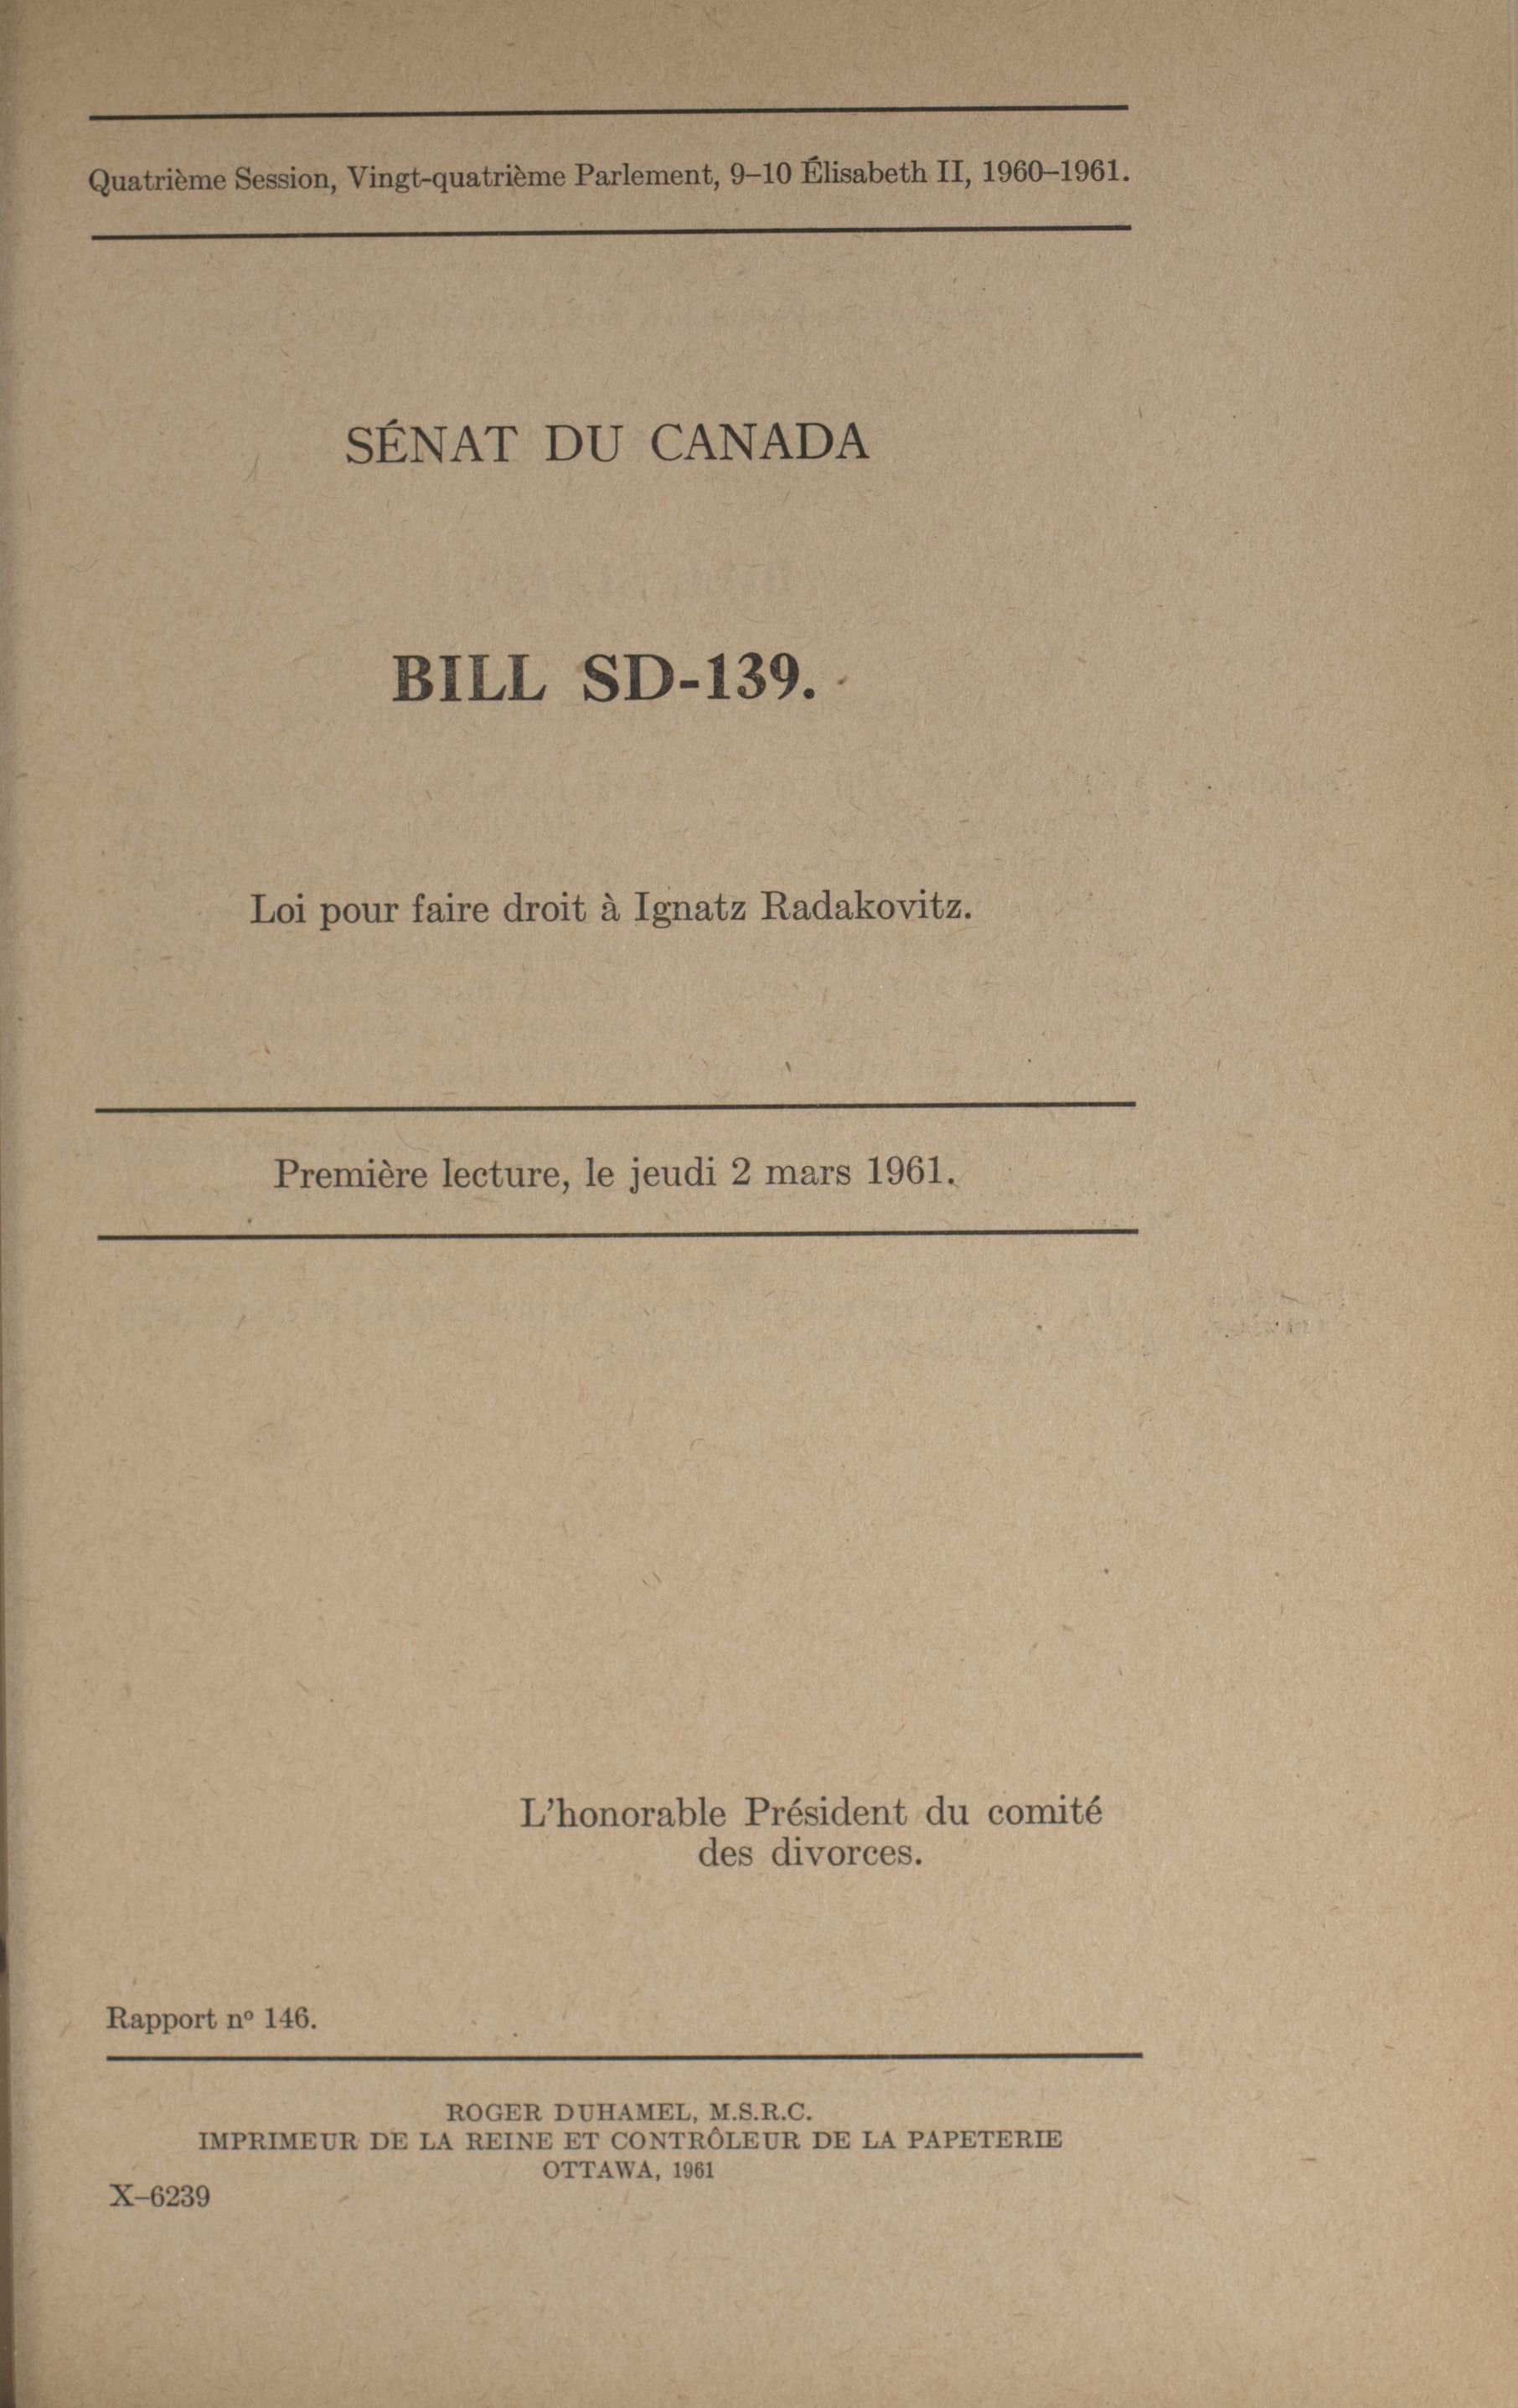 Quatrième Session, Vingt-quatrième Parlement, 9–10 Élisabeth II, 1960–1961.
SÉNAT DU CANADA
BILL SD-139.
Loi pour faire droit à Ignatz Radakovitz.
Première lecture, le jeudi 2 mars 1961.
L'honorable Président du comité
des divorces.
Rapport nº 146.
ROGER DUHAMEL, M.S.R.C.
IMPRIMEUR DE LA REINE ET CONTRÔLEUR DE LA PAPETERIE
OTTAWA, 1961
X–6239